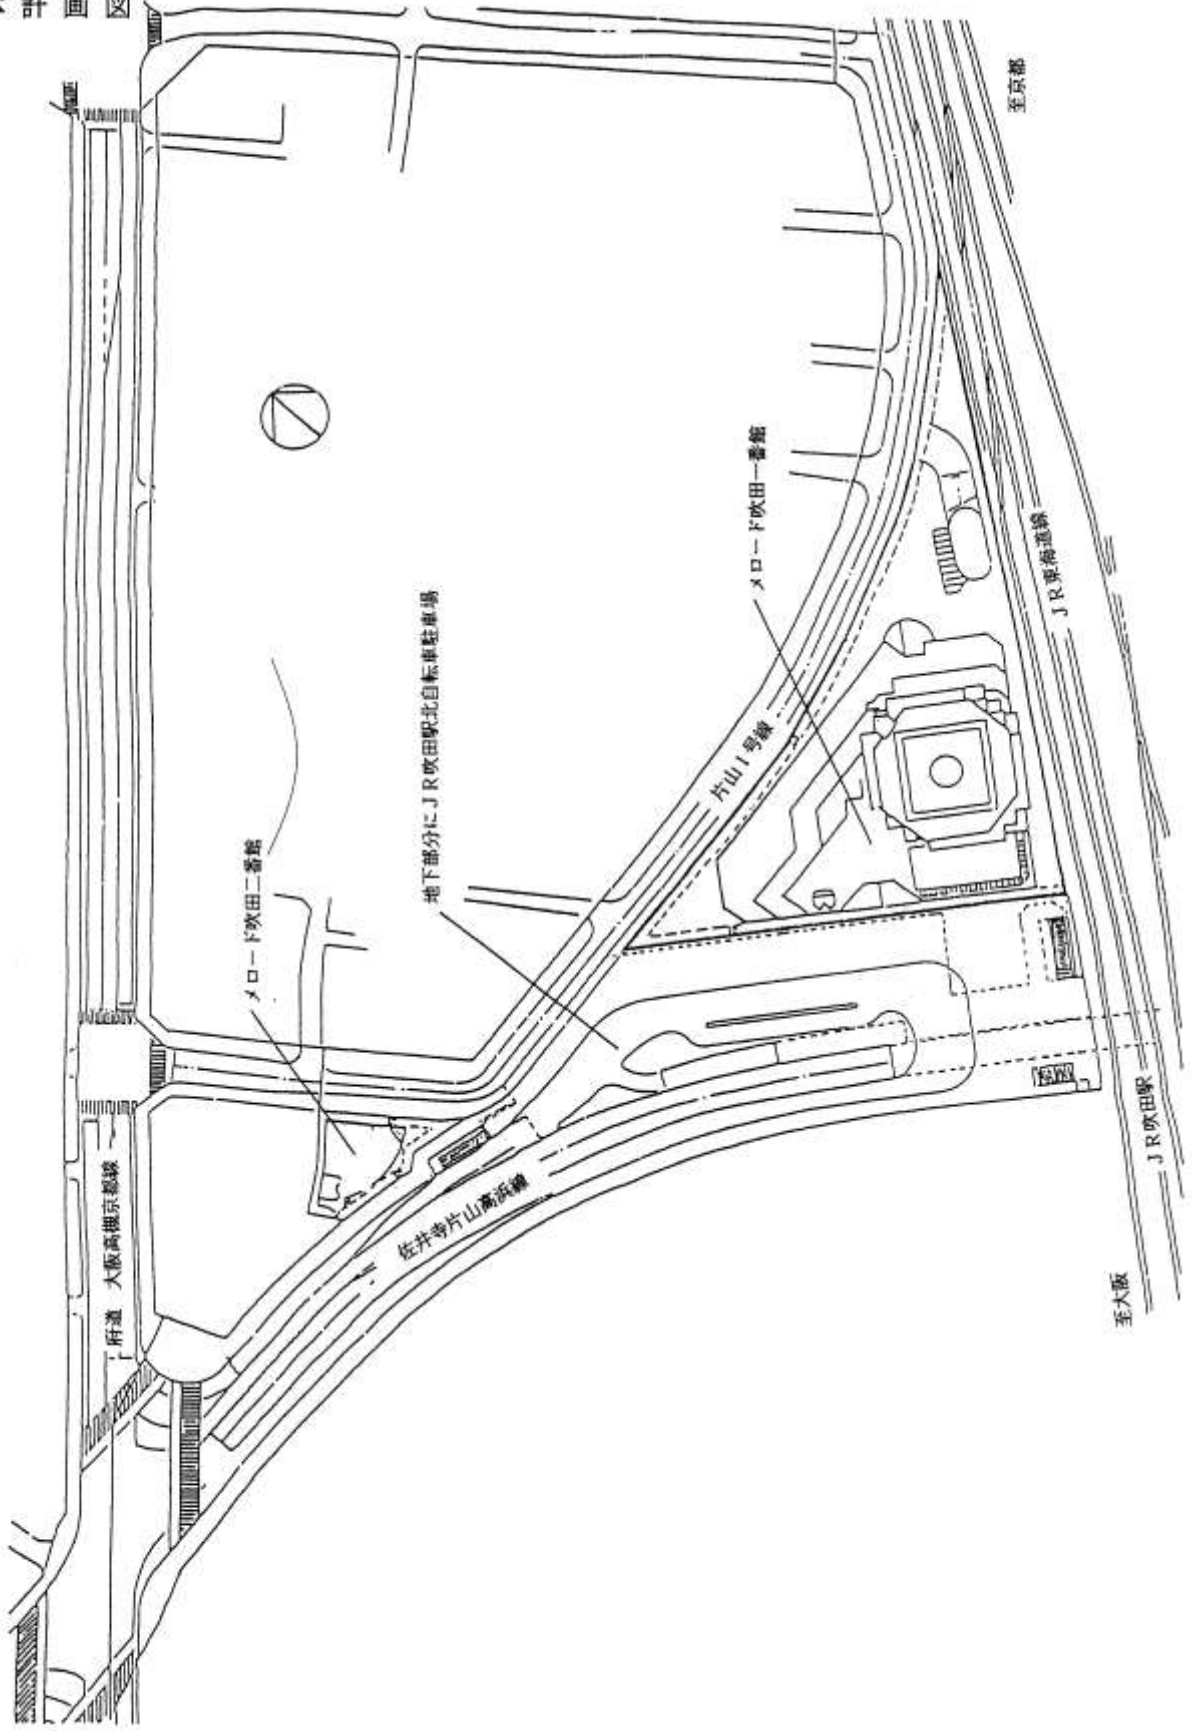 計画図
至京都
メロード吹田一番館
JR東海道線
地下部分にJR吹田駅北自転車駐車場
片山1号線
メロード吹田二番館
府道 大阪高槻京都線
佐井寺片山高浜線
JR吹田駅
至大阪